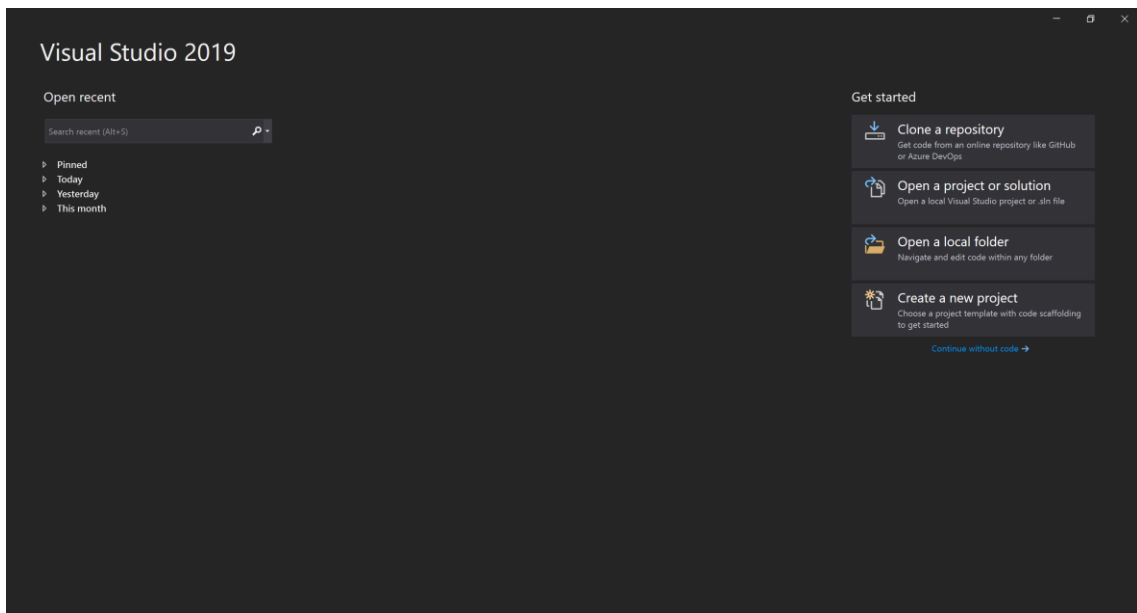 Visual Studio 2019
Open recent
Search recent (Alt+S)
Pinned
Today
Yesterday
This month
Get started
Clone a repository
Get code from an online repository like GitHub
or Azure DevOps
Open a project or solution
Open a local Visual Studio project or .sln file
Open a local folder
Navigate and edit code within any folder
Create a new project
Choose a project template with code scaffolding
to get started
Continue without code →